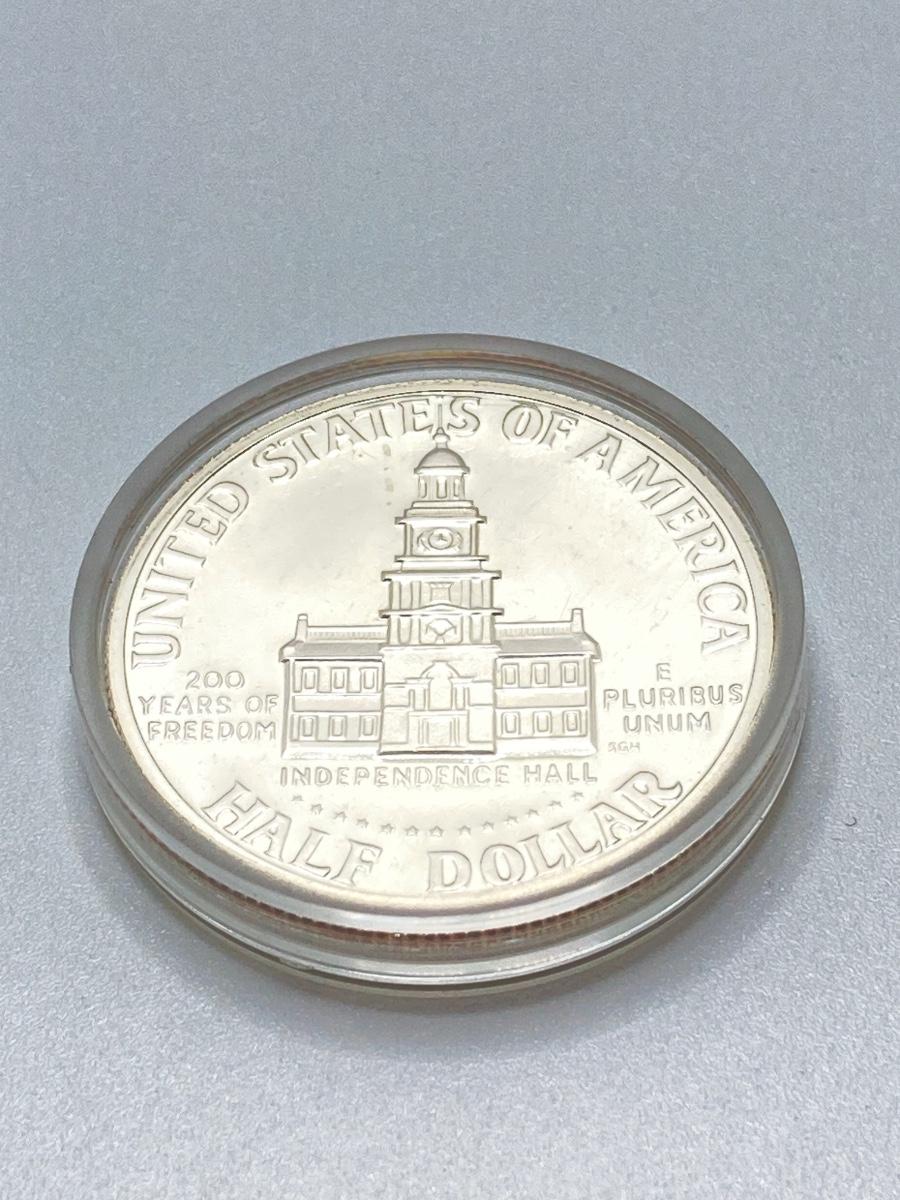 UNITED STATES OF AMERICA
200
YEARS OF
FREEDOM
E
PLURIBUS
UNUM
SGH
INDEPENDENCE HALL
HALF DOLLAR